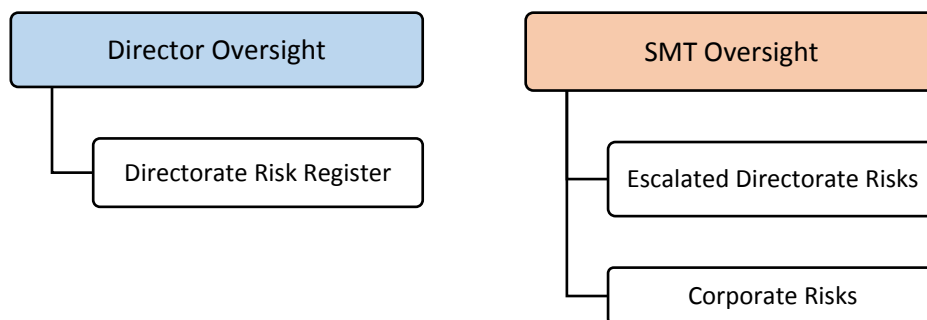 Director Oversight
Directorate Risk Register
SMT Oversight
Escalated Directorate Risks
Corporate Risks